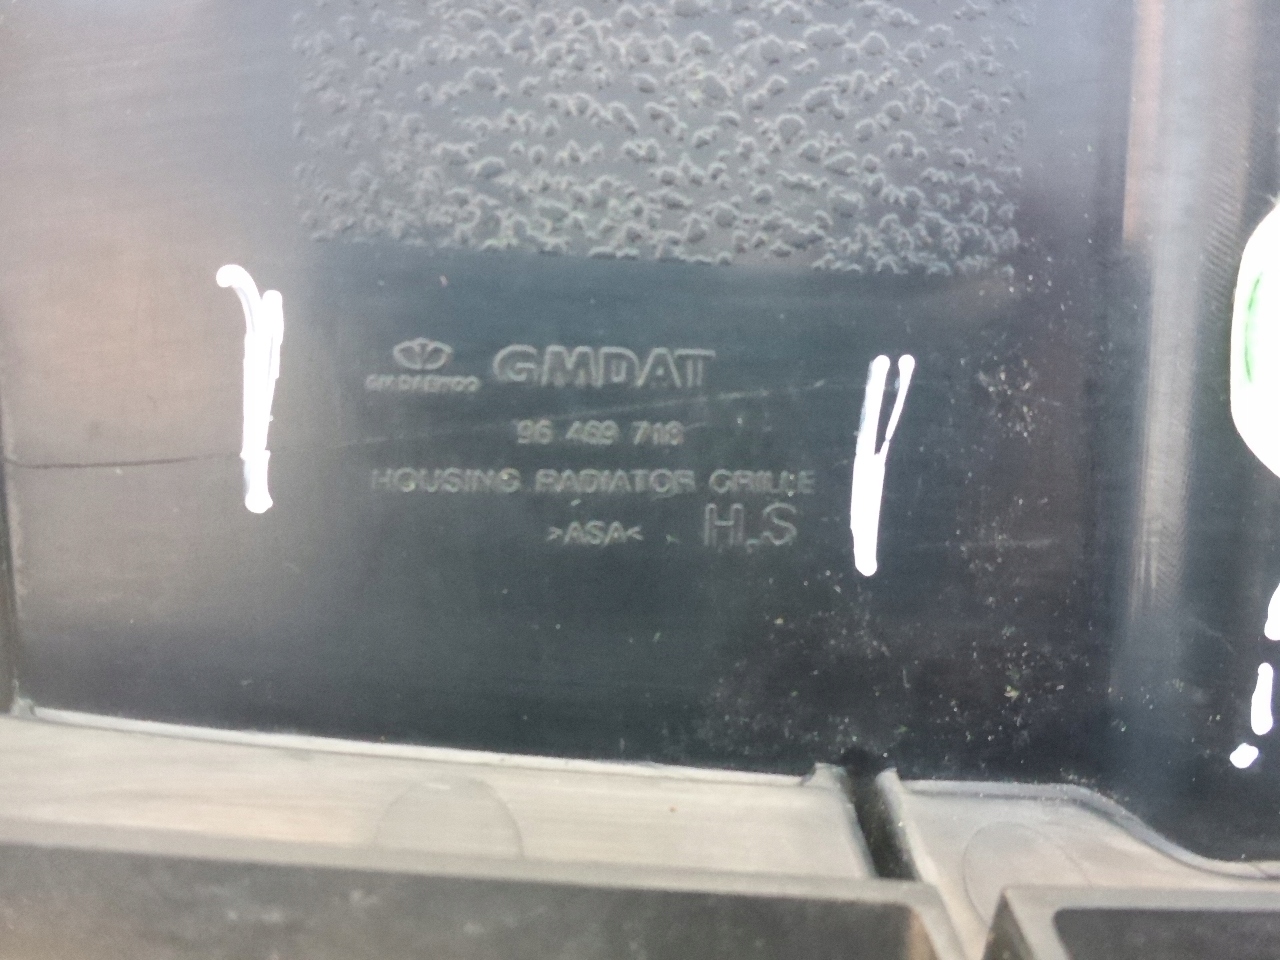 GM DAEWOO
GMDAT
96 469 718
HOUSING RADIATOR GRILLE
>ASA< H.S